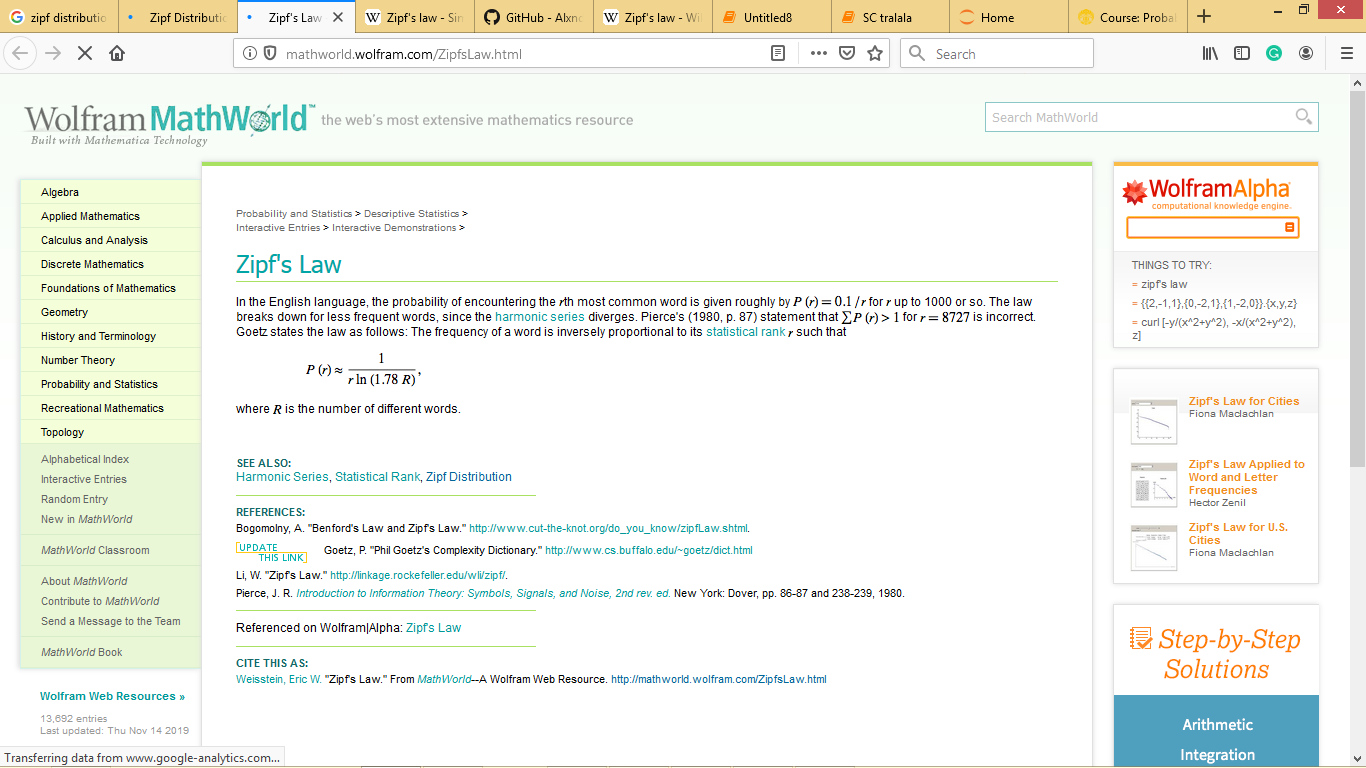 zipf distributio
Zipf Distributio
Zipf's Law
Zipf's law - Sim
GitHub - Alxno
Zipf's law - Wil
Untitled8
SC tralala
Home
Course: Probal
mathworld.wolfram.com/ZipfsLaw.html
Search
Wolfram MathWorld™ the web's most extensive mathematics resource
Built with Mathematica Technology
Search MathWorld
Algebra
Applied Mathematics
Calculus and Analysis
Discrete Mathematics
Foundations of Mathematics
Geometry
History and Terminology
Number Theory
Probability and Statistics
Recreational Mathematics
Topology
Alphabetical Index
Interactive Entries
Random Entry
New in MathWorld
MathWorld Classroom
About MathWorld
Contribute to MathWorld
Send a Message to the Team
MathWorld Book
Wolfram Web Resources »
13,692 entries
Last updated: Thu Nov 14 2019
Probability and Statistics > Descriptive Statistics >
Interactive Entries > Interactive Demonstrations >
Zipf's Law
In the English language, the probability of encountering the rth most common word is given roughly by P (r) = 0.1 / r for r up to 1000 or so. The law
breaks down for less frequent words, since the harmonic series diverges. Pierce's (1980, p. 87) statement that ∑ P (r) > 1 for r = 8727 is incorrect.
Goetz states the law as follows: The frequency of a word is inversely proportional to its statistical rank r such that
P (r) ≈ 1 / r ln (1.78 R) ,
where R is the number of different words.
SEE ALSO:
Harmonic Series, Statistical Rank, Zipf Distribution
REFERENCES:
Bogomolny, A. "Benford's Law and Zipf's Law." http://www.cut-the-knot.org/do_you_know/zipfLaw.shtml.
UPDATE THIS LINK Goetz, P. "Phil Goetz's Complexity Dictionary." http://www.cs.buffalo.edu/~goetz/dict.html
Li, W. "Zipf's Law." http://linkage.rockefeller.edu/wli/zipf/.
Pierce, J. R. Introduction to Information Theory: Symbols, Signals, and Noise, 2nd rev. ed. New York: Dover, pp. 86-87 and 238-239, 1980.
Referenced on Wolfram|Alpha: Zipf's Law
CITE THIS AS:
Weisstein, Eric W. "Zipf's Law." From MathWorld--A Wolfram Web Resource. http://mathworld.wolfram.com/ZipfsLaw.html
WolframAlpha
computational knowledge engine.
THINGS TO TRY:
= zipf's law
= {{2,-1,1},{0,-2,1},{1,-2,0}}.{x,y,z}
= curl [-y/(x^2+y^2), -x/(x^2+y^2),
z]
Zipf's Law for Cities
Fiona Maclachlan
Zipf's Law Applied to
Word and Letter
Frequencies
Hector Zenil
Zipf's Law for U.S.
Cities
Fiona Maclachlan
Step-by-Step
Solutions
Arithmetic
Integration
Transferring data from www.google-analytics.com...